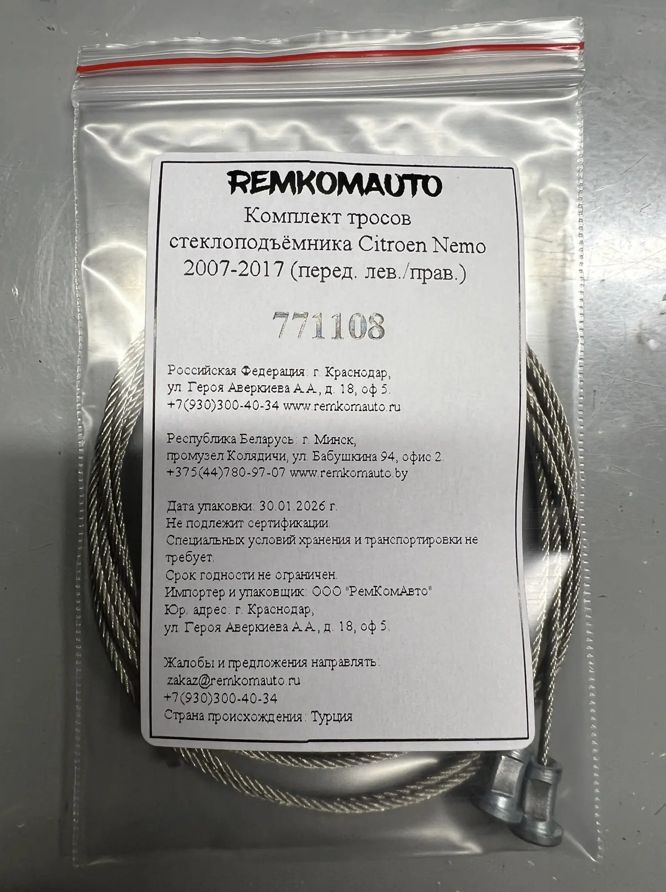 REMKOMAUTO
Комплект тросов
стеклоподъёмника Citroen Nemo
2007-2017 (перед. лев./прав.)
771108
Российская Федерация: г. Краснодар,
ул. Героя Аверкиева А.А., д. 18, оф 5.
+7(930)300-40-34 www.remkomauto.ru
Республика Беларусь: г. Минск,
промузел Колядичи, ул. Бабушкина 94, офис 2.
+375(44)780-97-07 www.remkomauto.by
Дата упаковки: 30.01.2026 г.
Не подлежит сертификации.
Специальных условий хранения и транспортировки не
требует.
Срок годности не ограничен.
Импортер и упаковщик: ООО "РемКомАвто"
Юр. адрес: г. Краснодар,
ул. Героя Аверкиева А.А., д. 18, оф 5.
Жалобы и предложения направлять:
zakaz@remkomauto.ru
+7(930)300-40-34
Страна происхождения: Турция